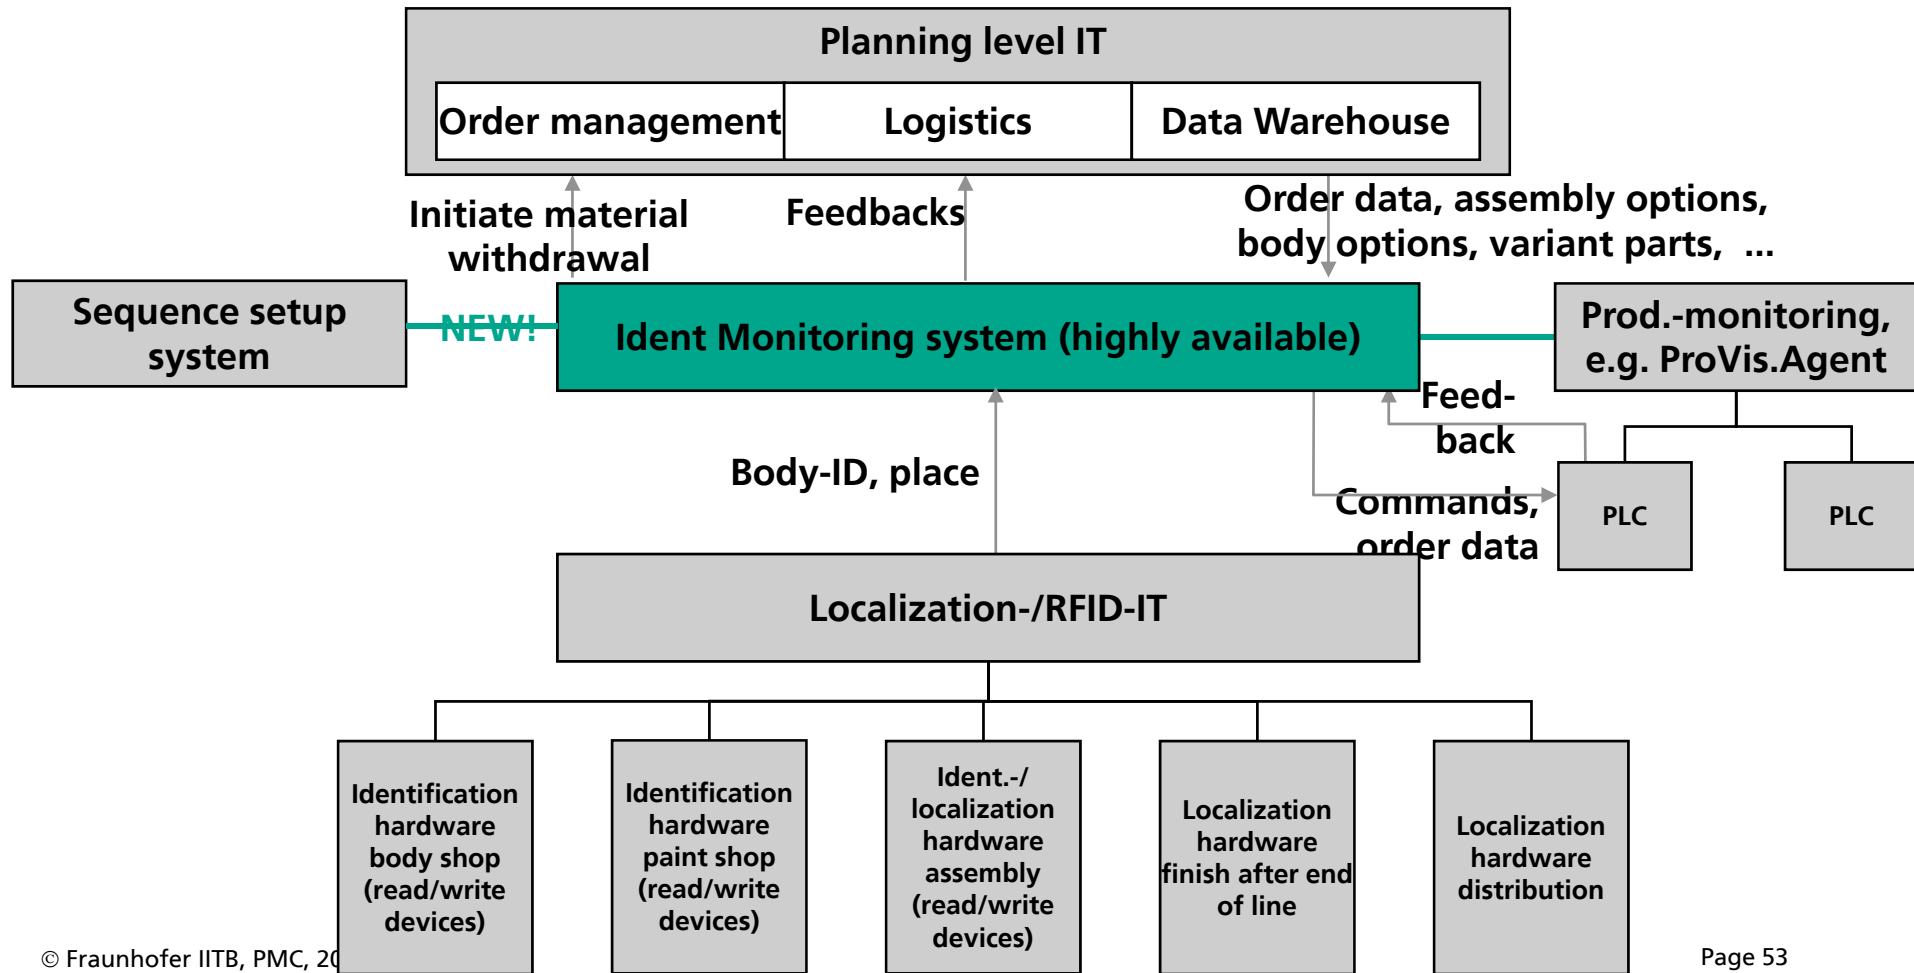 Planning level IT
Order management
Logistics
Data Warehouse
Initiate material
withdrawal
Feedbacks
Order data, assembly options,
body options, variant parts, ...
Sequence setup
system
NEW!
Ident Monitoring system (highly available)
Prod.-monitoring,
e.g. ProVis.Agent
Feed-
back
Body-ID, place
Commands,
order data
PLC
PLC
Localization-/RFID-IT
Identification
hardware
body shop
(read/write
devices)
Identification
hardware
paint shop
(read/write
devices)
Ident.-/
localization
hardware
assembly
(read/write
devices)
Localization
hardware
finish after end
of line
Localization
hardware
distribution
© Fraunhofer IITB, PMC, 20
Page 53